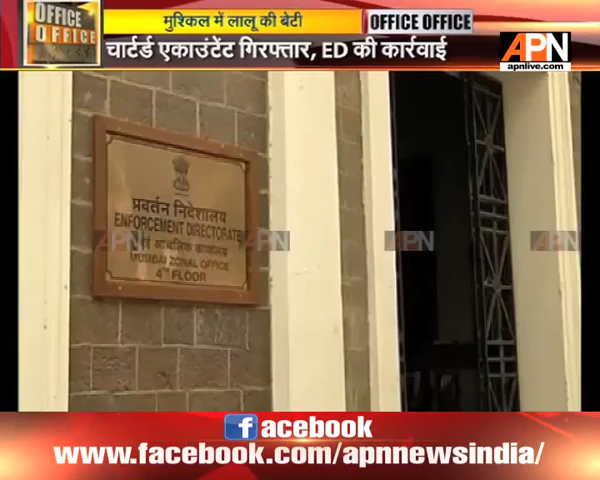 OFFICE
OFFICE
मुश्किल में लालू की बेटी
OFFICE OFFICE
चार्टर्ड एकाउंटेंट गिरफ्तार, ED की कार्रवाई
APN
apnlive.com
प्रवर्तन निदेशालय
ENFORCEMENT DIRECTORATE
MUMBAI ZONAL OFFICE
4TH FLOOR
APN
APN
APN
APN
facebook
www.facebook.com/apnnewsindia/